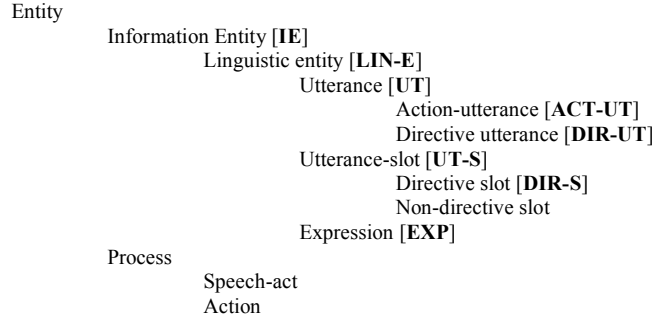 Entity
Information Entity [IE]
Linguistic entity [LIN-E]
Utterance [UT]
Action-utterance [ACT-UT]
Directive utterance [DIR-UT]
Utterance-slot [UT-S]
Directive slot [DIR-S]
Non-directive slot
Expression [EXP]
Process
Speech-act
Action